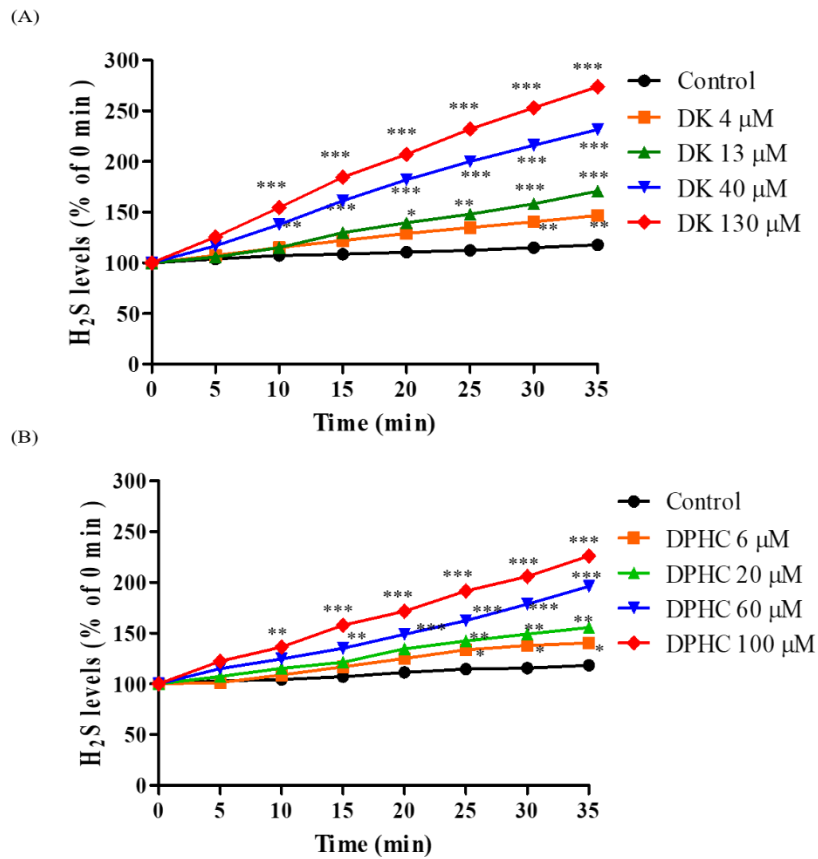 (A)
300
250
200
150
100
50
0
H₂S levels (% of 0 min )
*** *** *** *** *** ***
** *** *** *** *** ***
* ** *** ***
** **
0 5 10 15 20 25 30 35
Time (min)
Control
DK 4 μM
DK 13 μM
DK 40 μM
DK 130 μM
(B)
300
250
200
150
100
50
0
H₂S levels (% of 0 min )
** *** *** *** *** ***
** *** *** *** ***
** ** **
* * *
0 5 10 15 20 25 30 35
Time (min)
Control
DPHC 6 μM
DPHC 20 μM
DPHC 60 μM
DPHC 100 μM